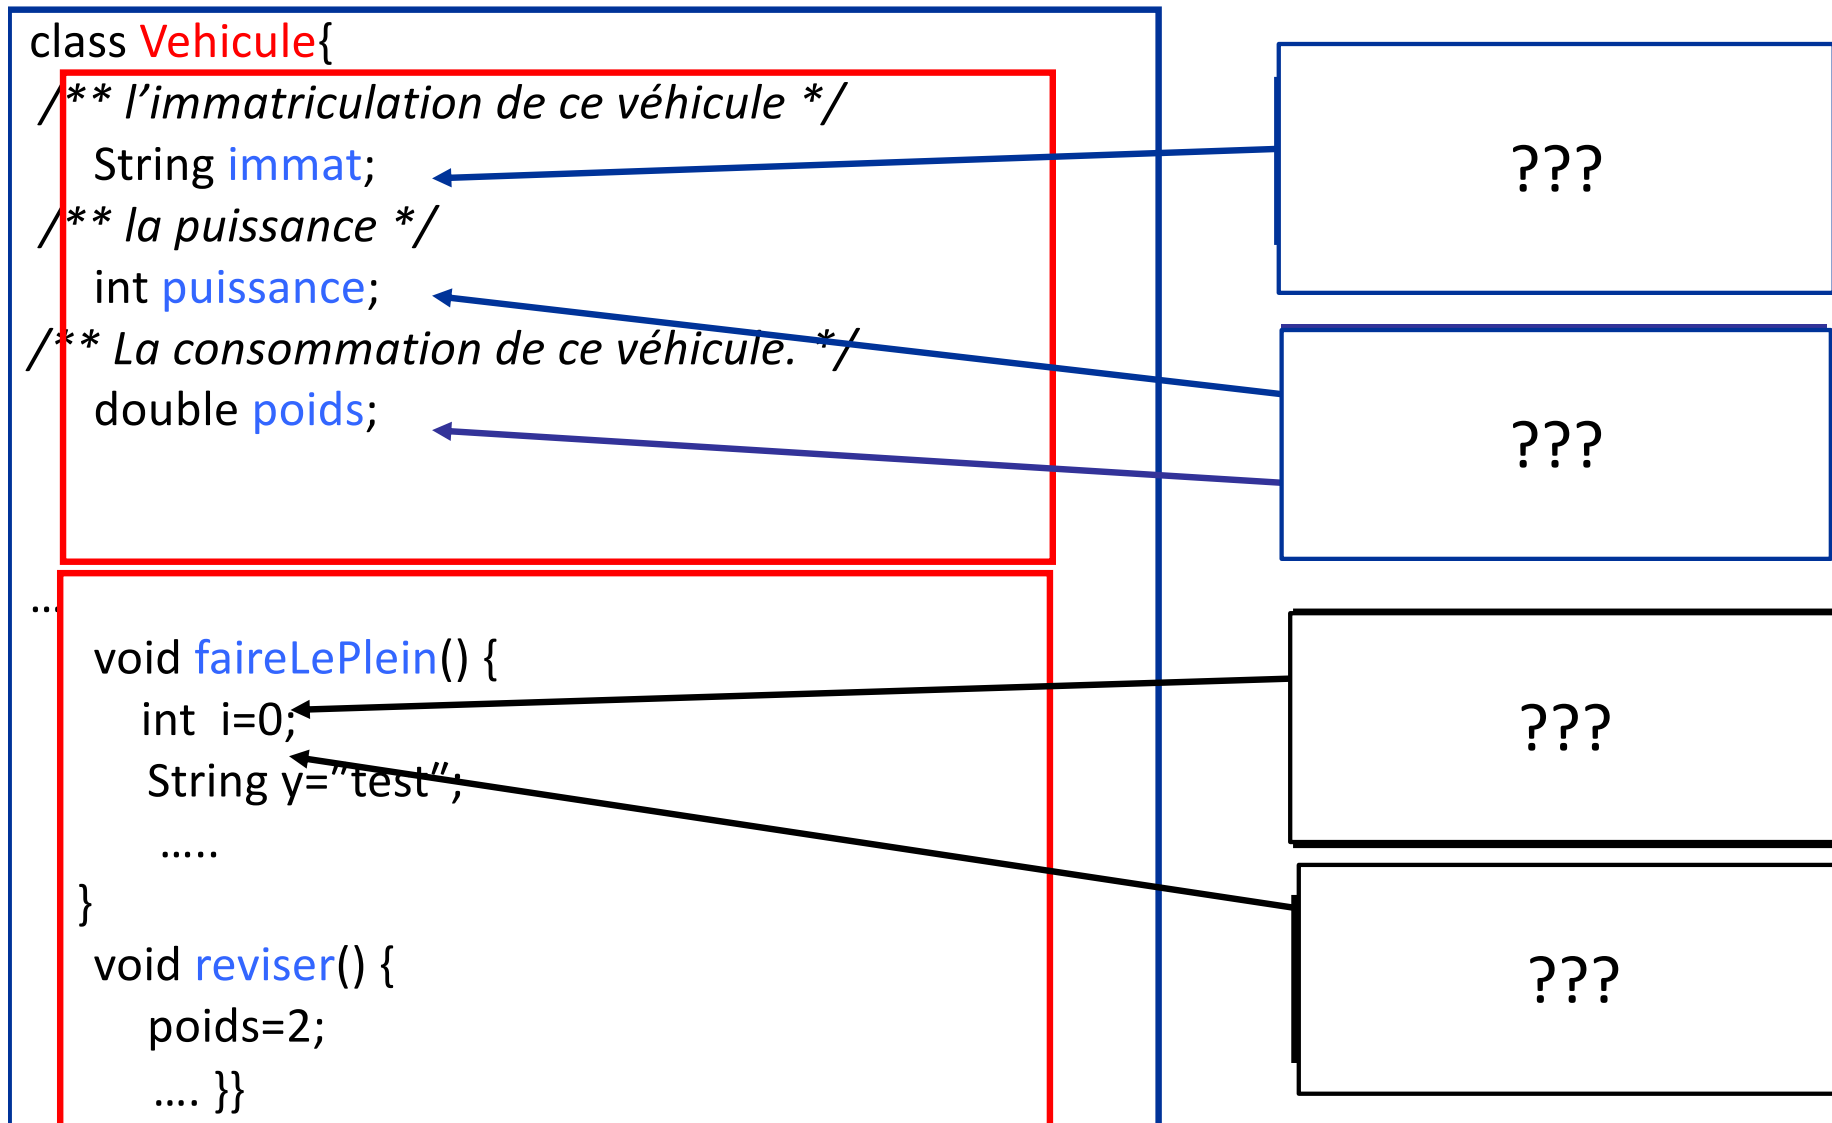 class Vehicule{
/** l’immatriculation de ce véhicule */
String immat;
/** la puissance */
int puissance;
/** La consommation de ce véhicule. */
double poids;
...
void faireLePlein() {
int i=0;
String y=″test″;
.....
}
void reviser() {
poids=2;
.... }}
???
???
???
???